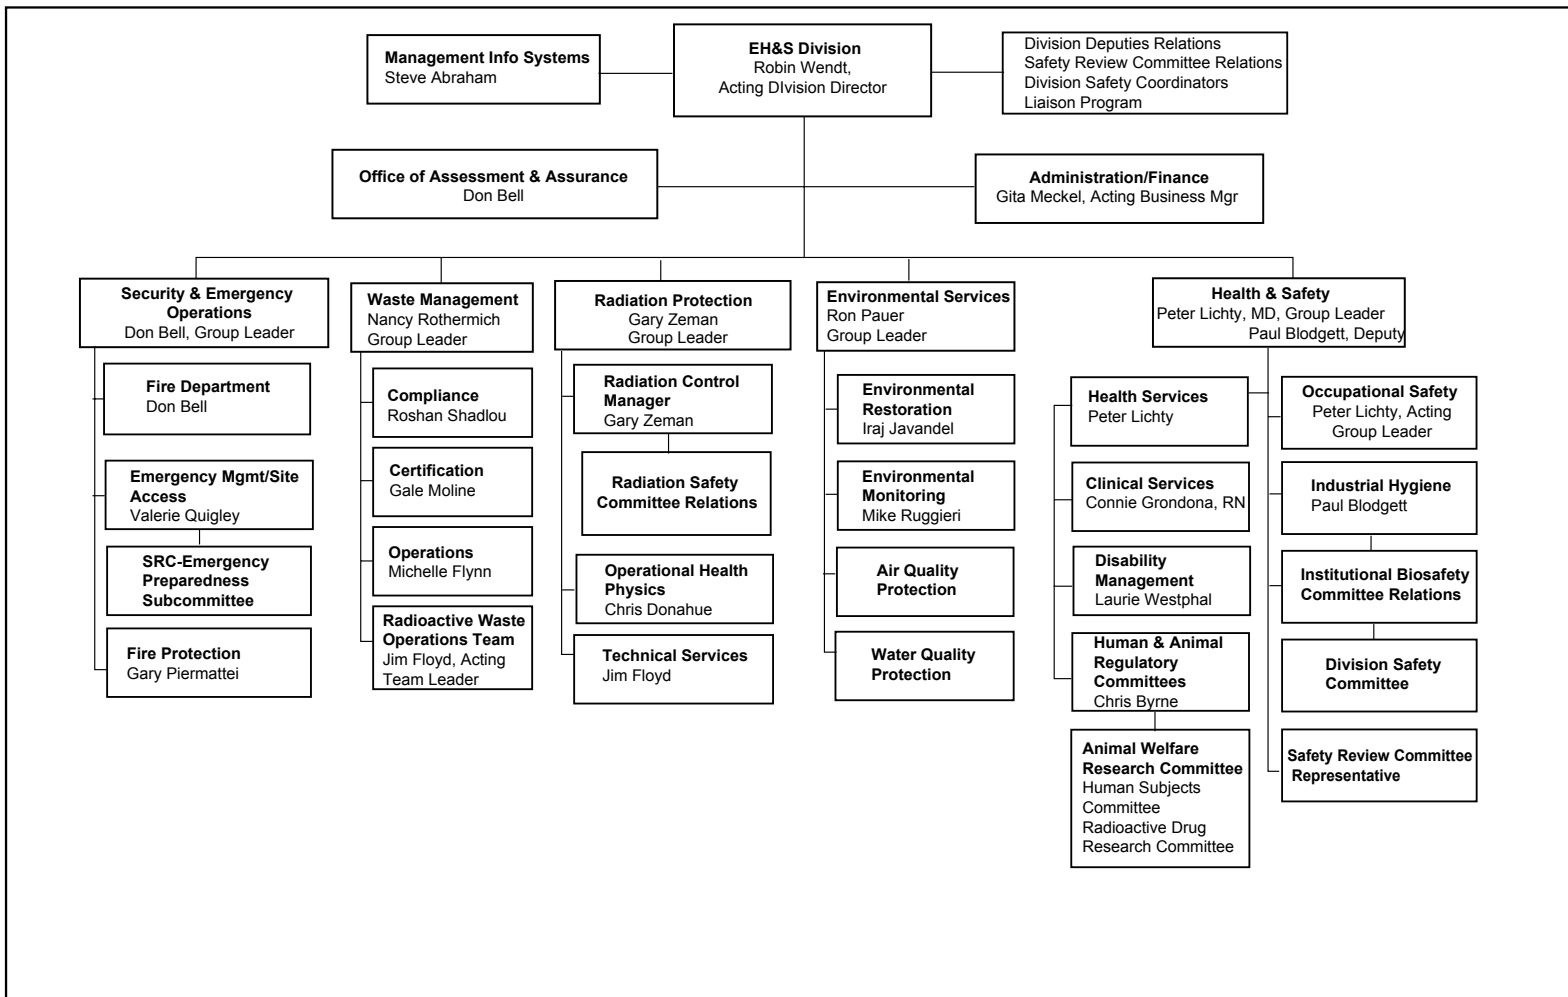 Management Info Systems
Steve Abraham
EH&S Division
Robin Wendt,
Acting DIvision Director
Division Deputies Relations
Safety Review Committee Relations
Division Safety Coordinators
Liaison Program
Office of Assessment & Assurance
Don Bell
Administration/Finance
Gita Meckel, Acting Business Mgr
Security & Emergency
Operations
Don Bell, Group Leader
Fire Department
Don Bell
Emergency Mgmt/Site
Access
Valerie Quigley
SRC-Emergency
Preparedness
Subcommittee
Fire Protection
Gary Piermattei
Waste Management
Nancy Rothermich
Group Leader
Compliance
Roshan Shadlou
Certification
Gale Moline
Operations
Michelle Flynn
Radioactive Waste
Operations Team
Jim Floyd, Acting
Team Leader
Radiation Protection
Gary Zeman
Group Leader
Radiation Control
Manager
Gary Zeman
Radiation Safety
Committee Relations
Operational Health
Physics
Chris Donahue
Technical Services
Jim Floyd
Environmental Services
Ron Pauer
Group Leader
Environmental
Restoration
Iraj Javandel
Environmental
Monitoring
Mike Ruggieri
Air Quality
Protection
Water Quality
Protection
Health & Safety
Peter Lichty, MD, Group Leader
Paul Blodgett, Deputy
Health Services
Peter Lichty
Clinical Services
Connie Grondona, RN
Disability
Management
Laurie Westphal
Human & Animal
Regulatory
Committees
Chris Byrne
Animal Welfare
Research Committee
Human Subjects
Committee
Radioactive Drug
Research Committee
Occupational Safety
Peter Lichty, Acting
Group Leader
Industrial Hygiene
Paul Blodgett
Institutional Biosafety
Committee Relations
Division Safety
Committee
Safety Review Committee
Representative